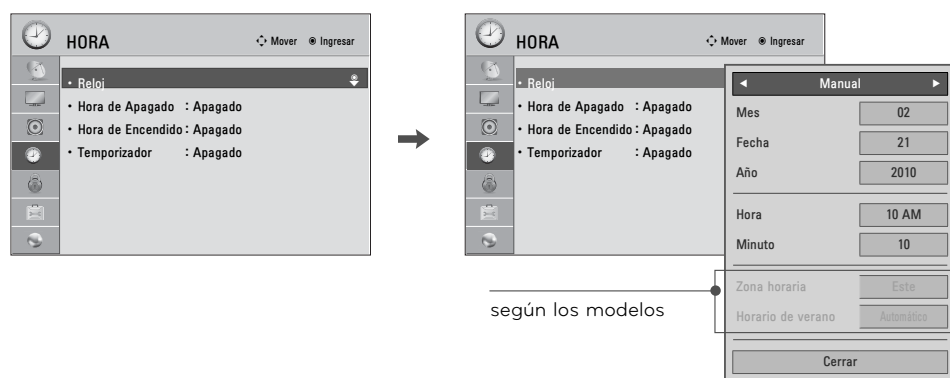 HORA
Mover Ingresar
• Reloj
• Hora de Apagado : Apagado
• Hora de Encendido : Apagado
• Temporizador : Apagado
HORA
Mover Ingresar
• Reloj
• Hora de Apagado : Apagado
• Hora de Encendido : Apagado
• Temporizador : Apagado
◄ Manual ►
Mes 02
Fecha 21
Año 2010
Hora 10 AM
Minuto 10
Zona horaria Este
Horario de verano Automático
Cerrar
según los modelos